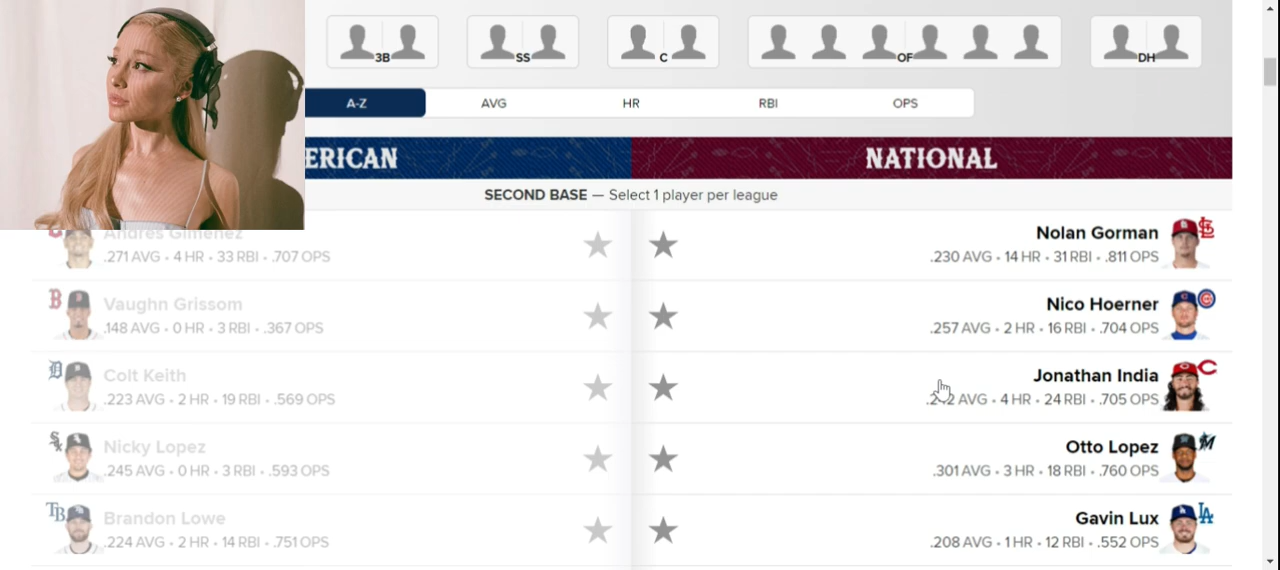 3B SS C OF DH
A-Z AVG HR RBI OPS
ERICAN NATIONAL
SECOND BASE — Select 1 player per league
Andrés Giménez
.271 AVG • 4 HR • 33 RBI • .707 OPS
Nolan Gorman
.230 AVG • 14 HR • 31 RBI • .811 OPS
Vaughn Grissom
.148 AVG • 0 HR • 3 RBI • .367 OPS
Nico Hoerner
.257 AVG • 2 HR • 16 RBI • .704 OPS
Colt Keith
.223 AVG • 2 HR • 19 RBI • .569 OPS
Jonathan India
AVG • 4 HR • 24 RBI • .705 OPS
Nicky Lopez
.245 AVG • 0 HR • 3 RBI • .593 OPS
Otto Lopez
.301 AVG • 3 HR • 18 RBI • .760 OPS
Brandon Lowe
.224 AVG • 2 HR • 14 RBI • .751 OPS
Gavin Lux
.208 AVG • 1 HR • 12 RBI • .552 OPS